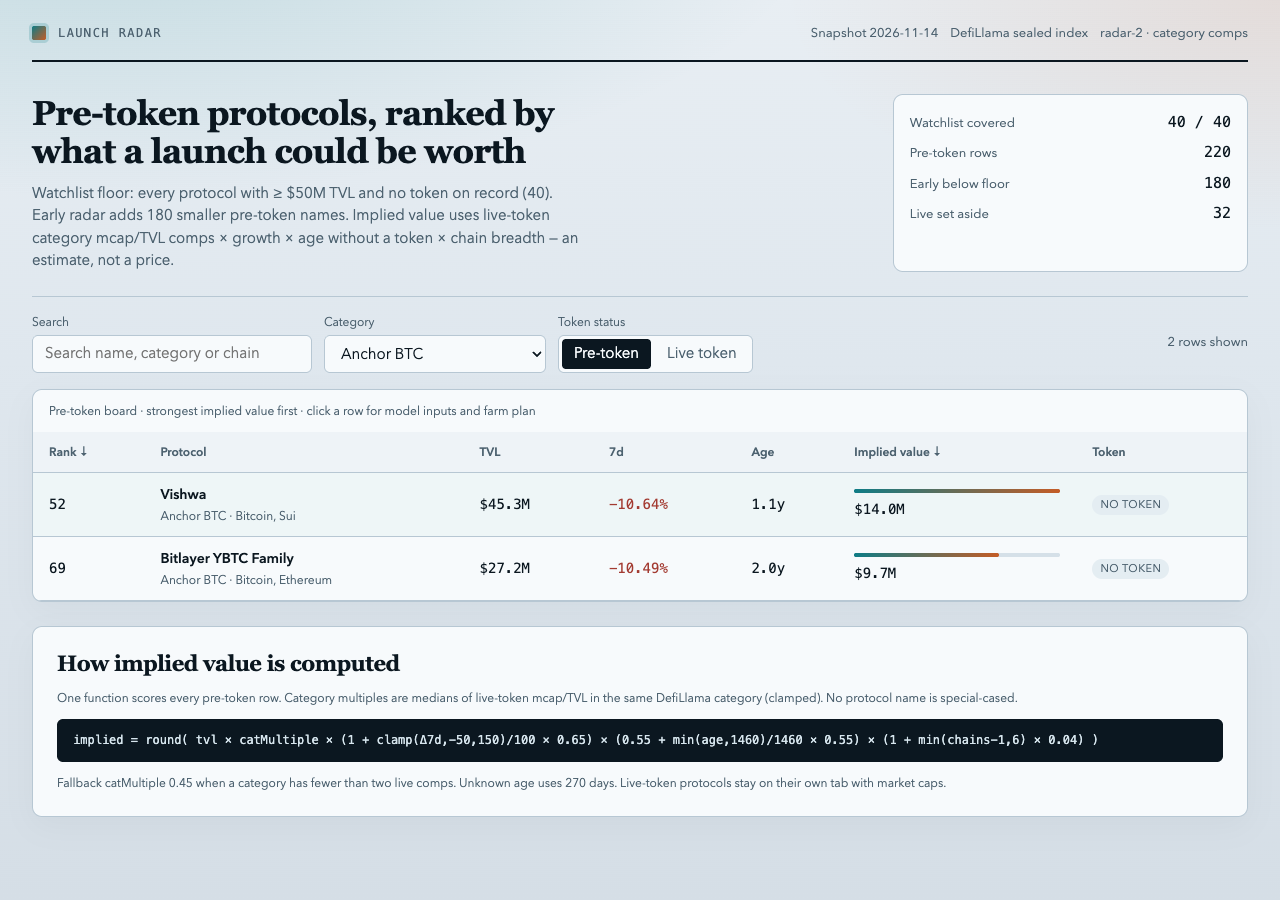 LAUNCH RADAR
Snapshot 2026-11-14 DefiLlama sealed index radar-2 · category comps
Pre-token protocols, ranked by
what a launch could be worth
Watchlist floor: every protocol with ≥ $50M TVL and no token on record (40).
Early radar adds 180 smaller pre-token names. Implied value uses live-token
category mcap/TVL comps × growth × age without a token × chain breadth — an
estimate, not a price.
Watchlist covered 40 / 40
Pre-token rows 220
Early below floor 180
Live set aside 32
Search Category Token status
Search name, category or chain Anchor BTC Pre-token Live token
2 rows shown
Pre-token board · strongest implied value first · click a row for model inputs and farm plan
Rank ↓ Protocol TVL 7d Age Implied value ↓ Token
52 Vishwa $45.3M −10.64% 1.1y $14.0M NO TOKEN
Anchor BTC · Bitcoin, Sui
69 Bitlayer YBTC Family $27.2M −10.49% 2.0y $9.7M NO TOKEN
Anchor BTC · Bitcoin, Ethereum
How implied value is computed
One function scores every pre-token row. Category multiples are medians of live-token mcap/TVL in the same DefiLlama category (clamped). No protocol name is special-cased.
implied = round( tvl × catMultiple × (1 + clamp(Δ7d,−50,150)/100 × 0.65) × (0.55 + min(age,1460)/1460 × 0.55) × (1 + min(chains−1,6) × 0.04) )
Fallback catMultiple 0.45 when a category has fewer than two live comps. Unknown age uses 270 days. Live-token protocols stay on their own tab with market caps.